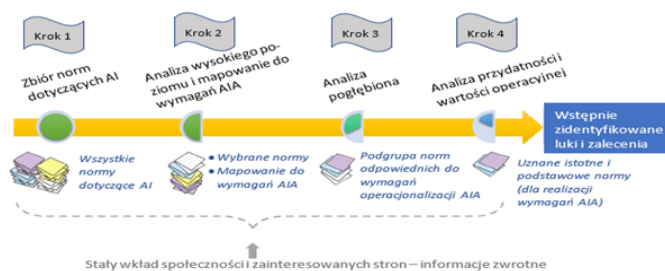 Krok 1
Krok 2
Krok 3
Krok 4
Zbiór norm
dotyczących AI
Analiza wysokiego po-
ziomu i mapowanie do
wymagań AIA
Analiza
pogłębiona
Analiza przydatności i
wartości operacyjnej
Wstępnie
zidentyfikowane
luki i zalecenia
Wszystkie
normy
dotyczące AI
• Wybrane normy
• Mapowanie do
wymagań AIA
Podgrupa norm
odpowiednich do
wymagań
operacjonalizacji AIA
Uznane istotne i
podstawowe normy
(dla realizacji
wymagań AIA)
Stały wkład społeczności i zainteresowanych stron – informacje zwrotne